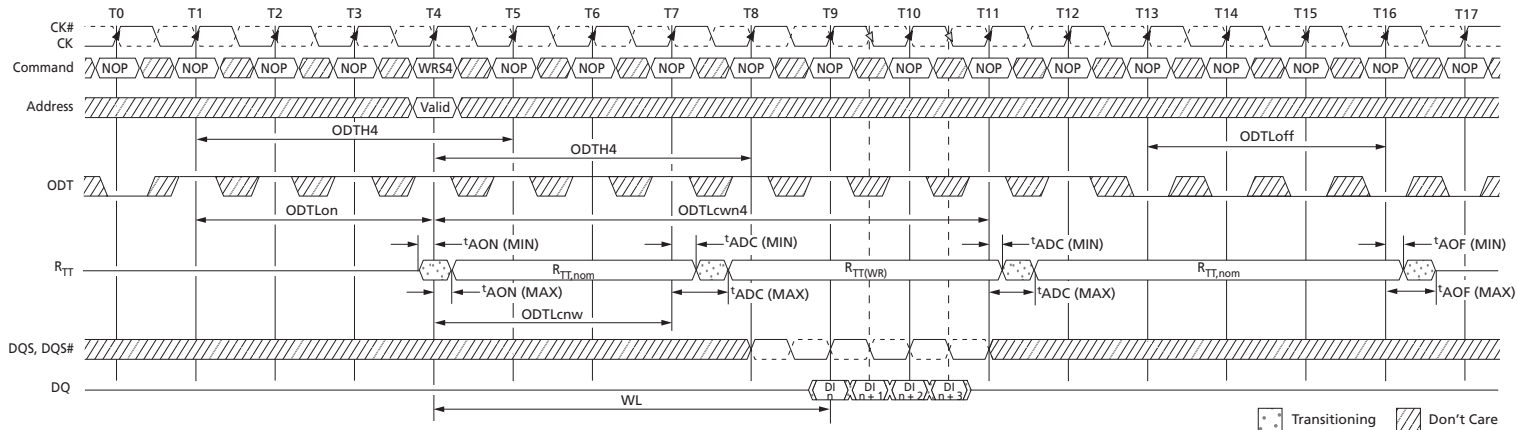 T0 T1 T2 T3 T4 T5 T6 T7 T8 T9 T10 T11 T12 T13 T14 T15 T16 T17
CK#
CK
Command NOP NOP NOP NOP WRS4 NOP NOP NOP NOP NOP NOP NOP NOP NOP NOP NOP NOP NOP
Address Valid
ODTH4 ODTLoff
ODTH4
ODT
ODTLon ODTLcwn4
tAON (MIN) tADC (MIN) tADC (MIN) tAOF (MIN)
RTT RTT,nom RTT(WR) RTT,nom
tAON (MAX) tADC (MAX) tADC (MAX) tAOF (MAX)
ODTLcnw
DQS, DQS#
DQ DI n DI n + 1 DI n + 2 DI n + 3
WL
Transitioning Don't Care